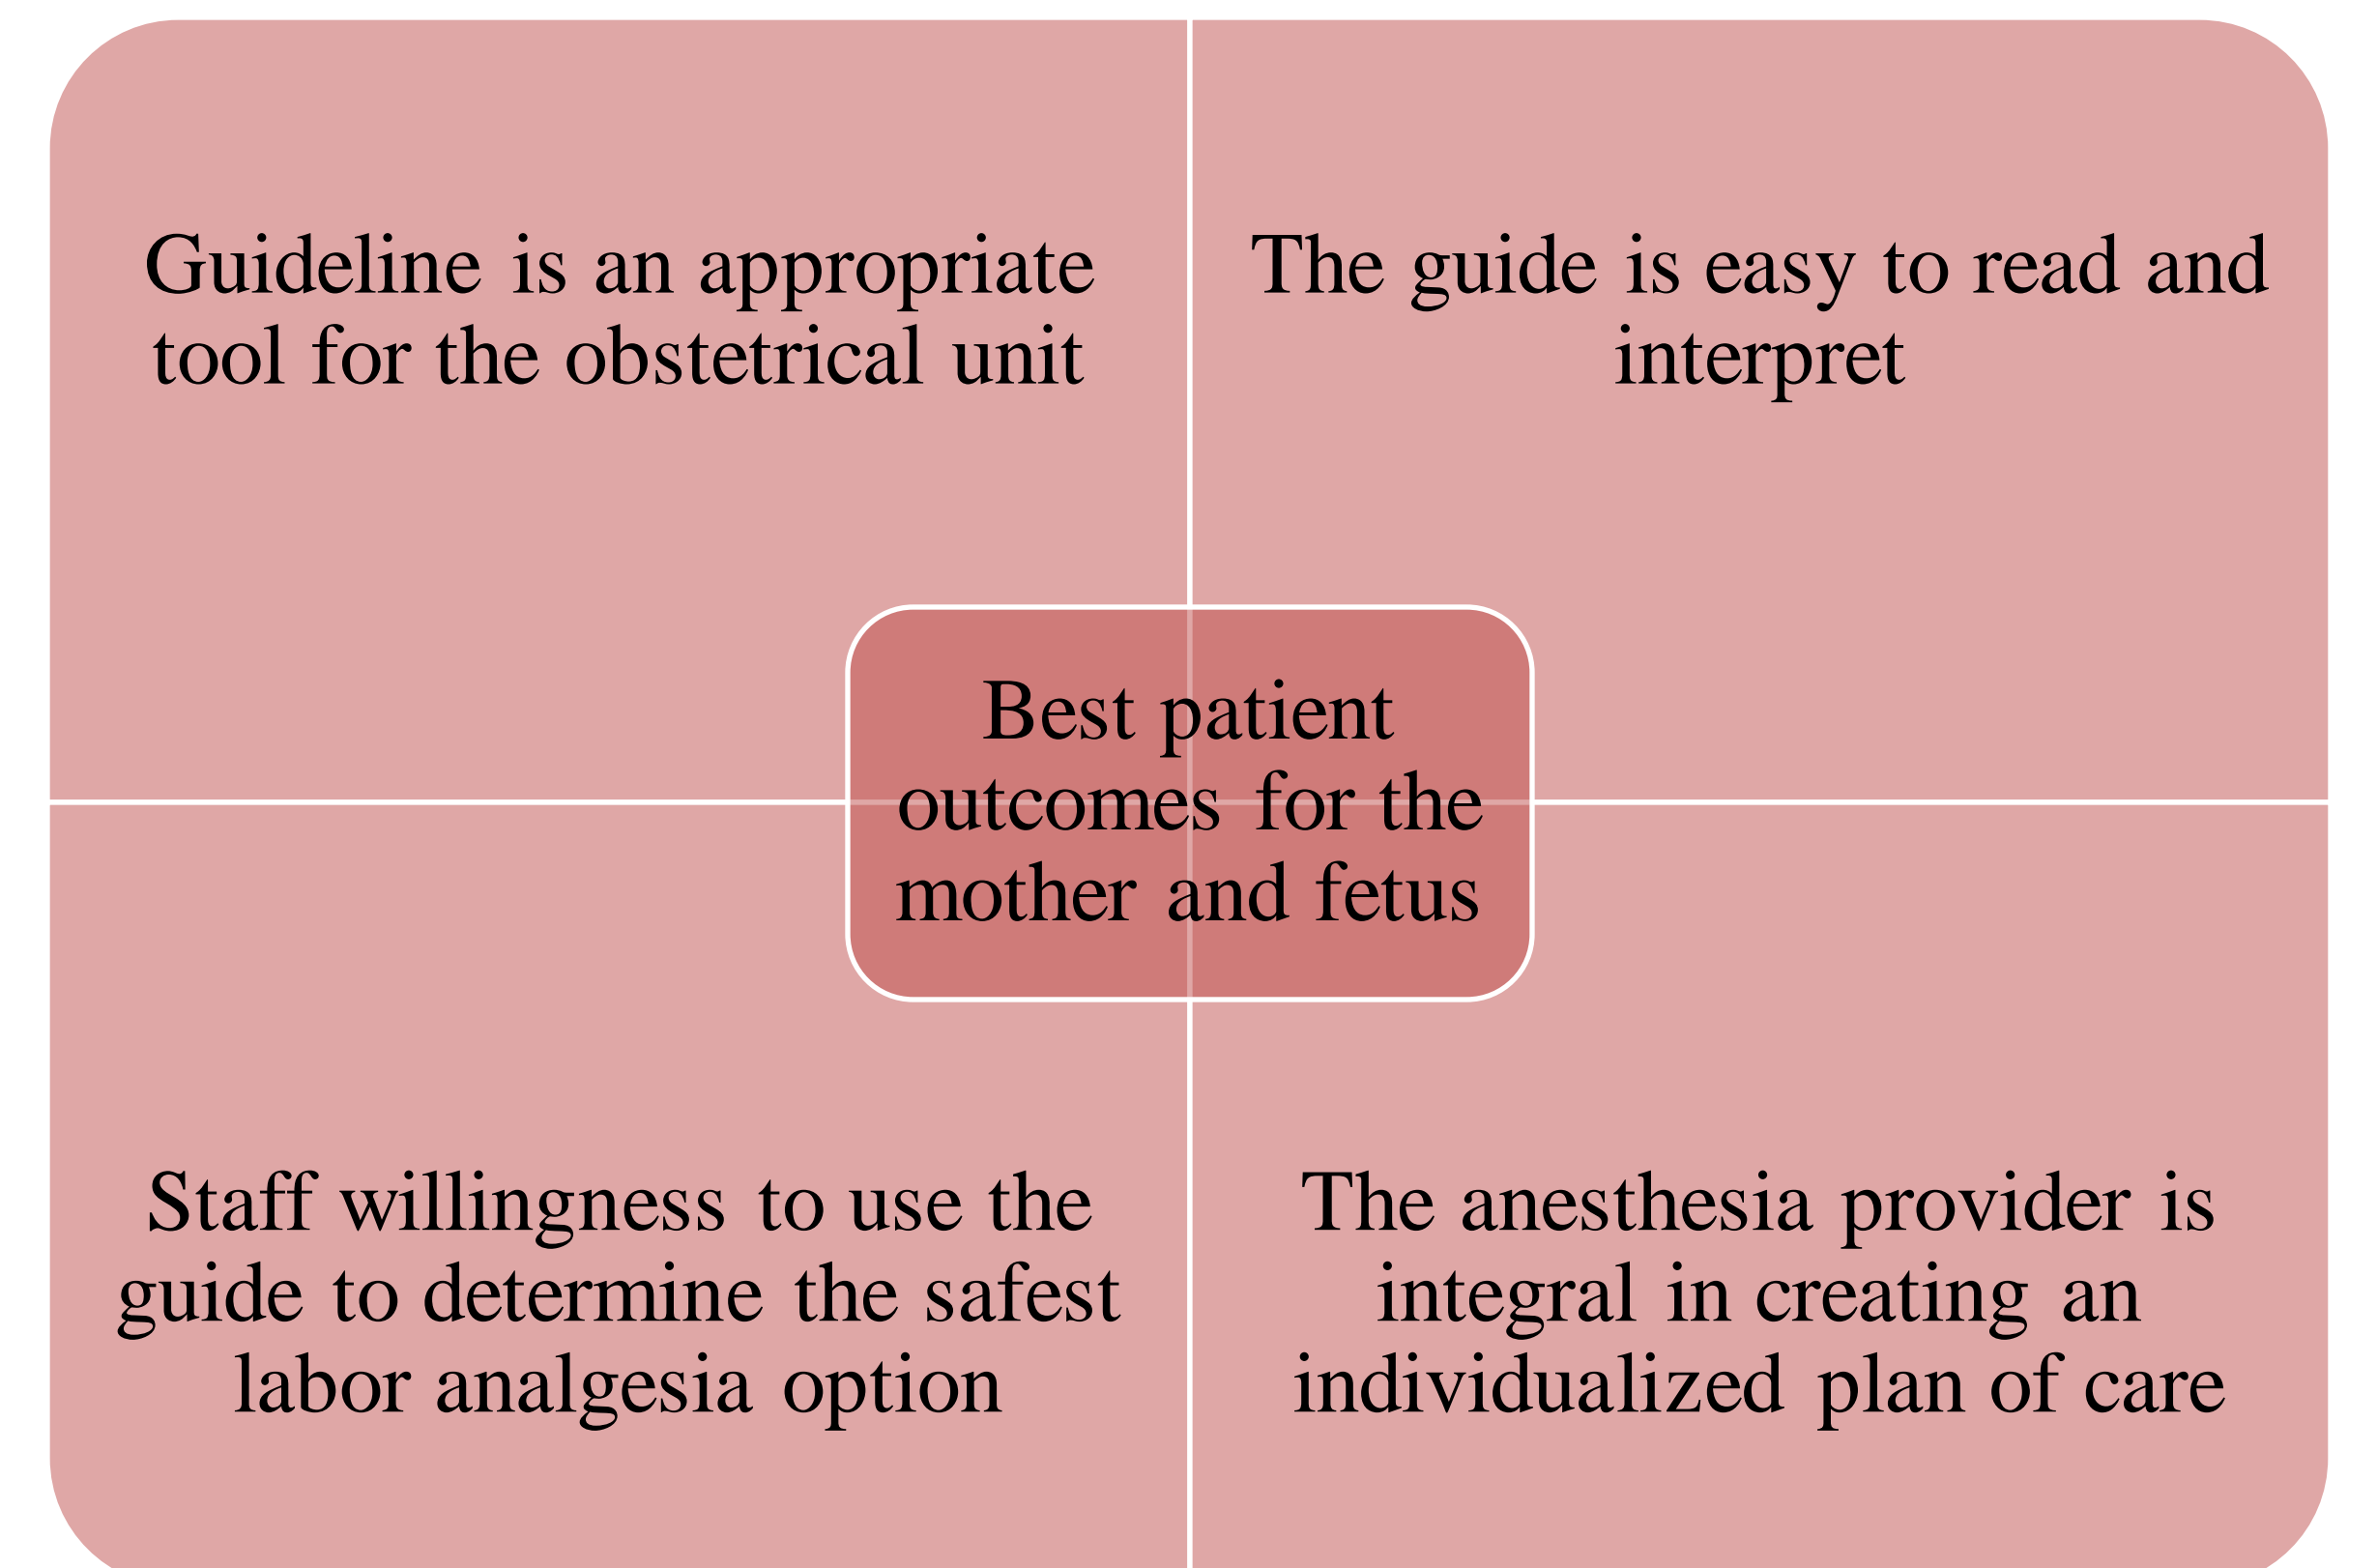 Guideline is an appropriate
tool for the obstetrical unit
The guide is easy to read and
interpret
Best patient
outcomes for the
mother and fetus
Staff willingness to use the
guide to determine the safest
labor analgesia option
The anesthesia provider is
integral in creating an
individualized plan of care